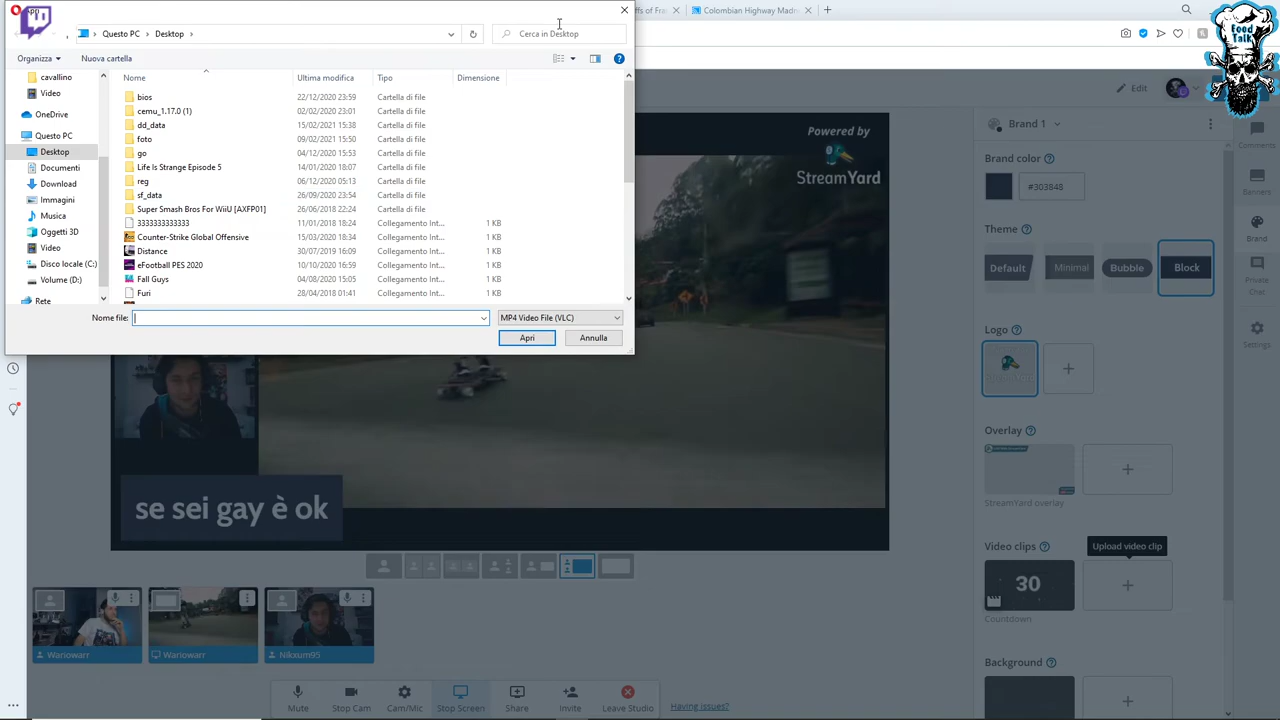 Apri
ffs of Fra
Colombian Highway Madn
Questo PC
Desktop
Cerca in Desktop
Organizza
Nuova cartella
Nome
Ultima modifica
Tipo
Dimensione
cavallino
Video
OneDrive
Questo PC
Desktop
Documenti
Download
Immagini
Musica
Oggetti 3D
Video
Disco locale (C:)
Volume (D:)
Rete
bios 22/12/2020 23:59 Cartella di file
cemu_1.17.0 (1) 02/02/2020 23:01 Cartella di file
dd_data 15/02/2021 15:38 Cartella di file
foto 09/02/2021 15:50 Cartella di file
go 04/12/2020 15:53 Cartella di file
Life Is Strange Episode 5 14/01/2020 18:07 Cartella di file
reg 06/12/2020 05:13 Cartella di file
sf_data 26/09/2020 23:54 Cartella di file
Super Smash Bros For WiiU [AXFP01] 26/06/2018 22:24 Cartella di file
3333333333333 11/01/2018 18:24 Collegamento Int... 1 KB
Counter-Strike Global Offensive 15/03/2020 18:34 Collegamento Int... 1 KB
Distance 30/07/2019 16:09 Collegamento Int... 1 KB
eFootball PES 2020 10/10/2020 16:59 Collegamento Int... 1 KB
Fall Guys 04/08/2020 15:05 Collegamento Int... 1 KB
Furi 28/04/2018 01:41 Collegamento Int... 1 KB
Nome file:
MP4 Video File (VLC)
Apri
Annulla
Food
Talk
Edit
Powered by
StreamYard
se sei gay è ok
Wariowarr
Wariowarr
Nikxum95
Mute
Stop Cam
Cam/Mic
Stop Screen
Share
Invite
Leave Studio
Having issues?
Brand 1
Brand color
#303848
Theme
Default
Minimal
Bubble
Block
Logo
Overlay
StreamYard overlay
Video clips
Upload video clip
30
Countdown
Background
Comments
Banners
Brand
Private
Chat
Settings